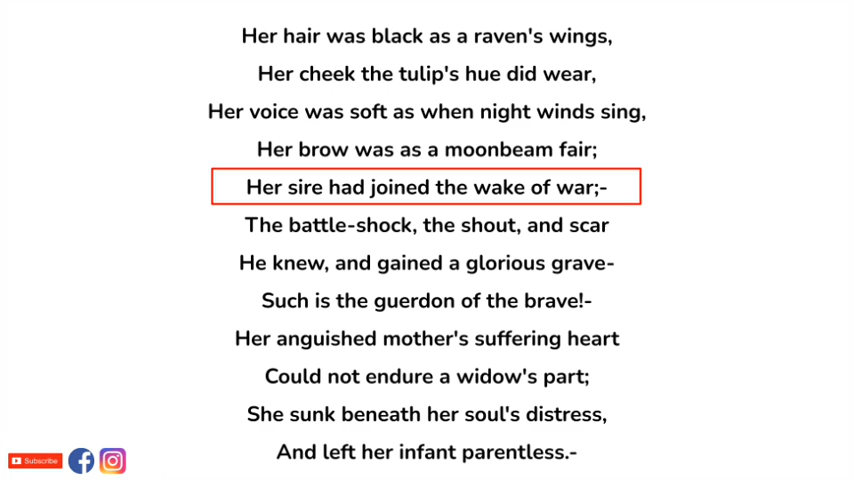 Her hair was black as a raven's wings,
Her cheek the tulip's hue did wear,
Her voice was soft as when night winds sing,
Her brow was as a moonbeam fair;
Her sire had joined the wake of war;-
The battle-shock, the shout, and scar
He knew, and gained a glorious grave-
Such is the guerdon of the brave!-
Her anguished mother's suffering heart
Could not endure a widow's part;
She sunk beneath her soul's distress,
And left her infant parentless.-
Subscribe